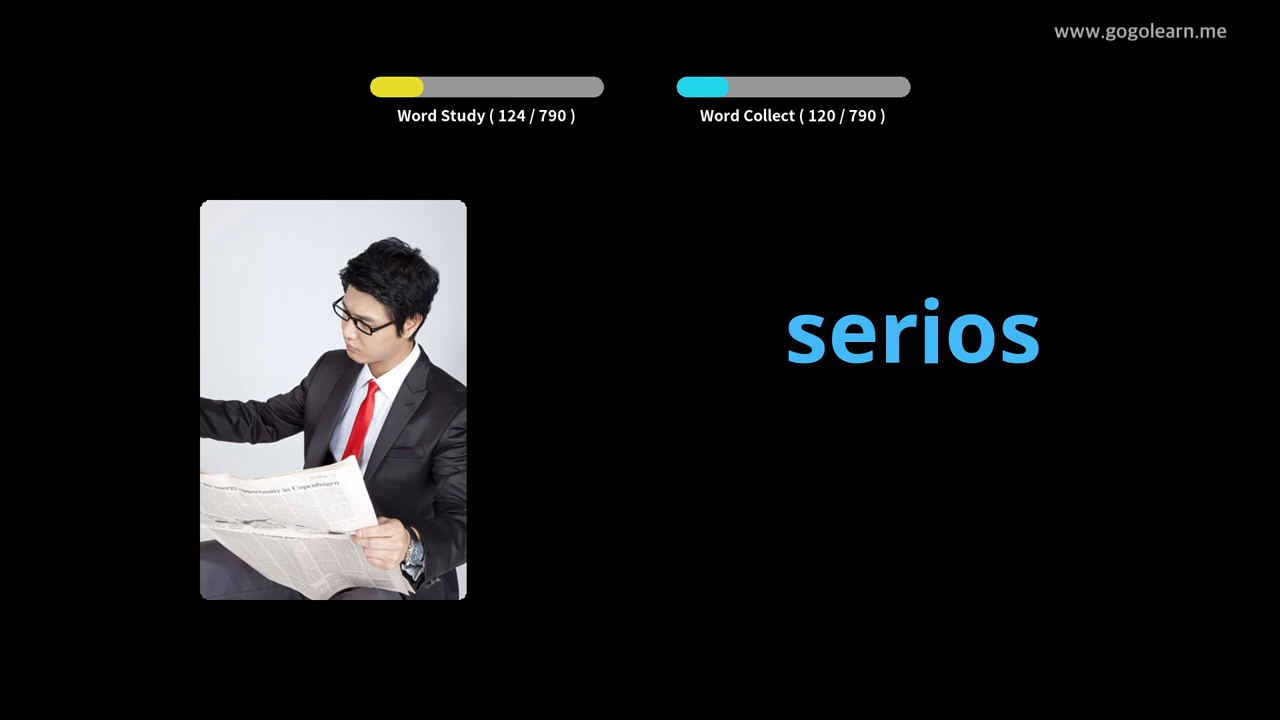 www.gogolearn.me
Word Study ( 124 / 790 )
Word Collect ( 120 / 790 )
serios
opportunity in Copenhagen